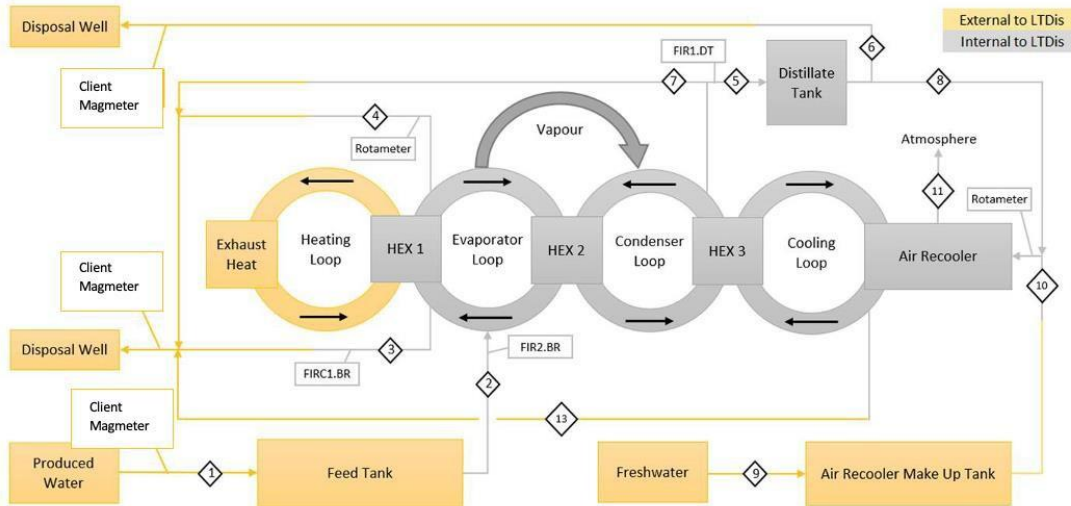 Disposal Well
6
External to LTDis
Internal to LTDis
FIR1.DT
Client
Magmeter
7
5
Distillate
Tank
8
4
Vapour
Rotameter
Atmosphere
11
Rotameter
Exhaust
Heat
Heating
Loop
HEX 1
Evaporator
Loop
HEX 2
Condenser
Loop
HEX 3
Cooling
Loop
Air Recooler
Client
Magmeter
10
Disposal Well
3
FIRC1.BR
FIR2.BR
2
Client
Magmeter
13
Produced
Water
1
Feed Tank
Freshwater
9
Air Recooler Make Up Tank